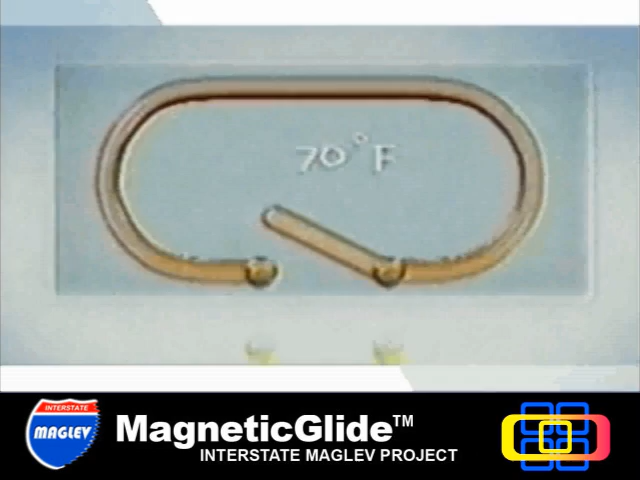 70°F
INTERSTATE
MAGLEV
MagneticGlide™
INTERSTATE MAGLEV PROJECT